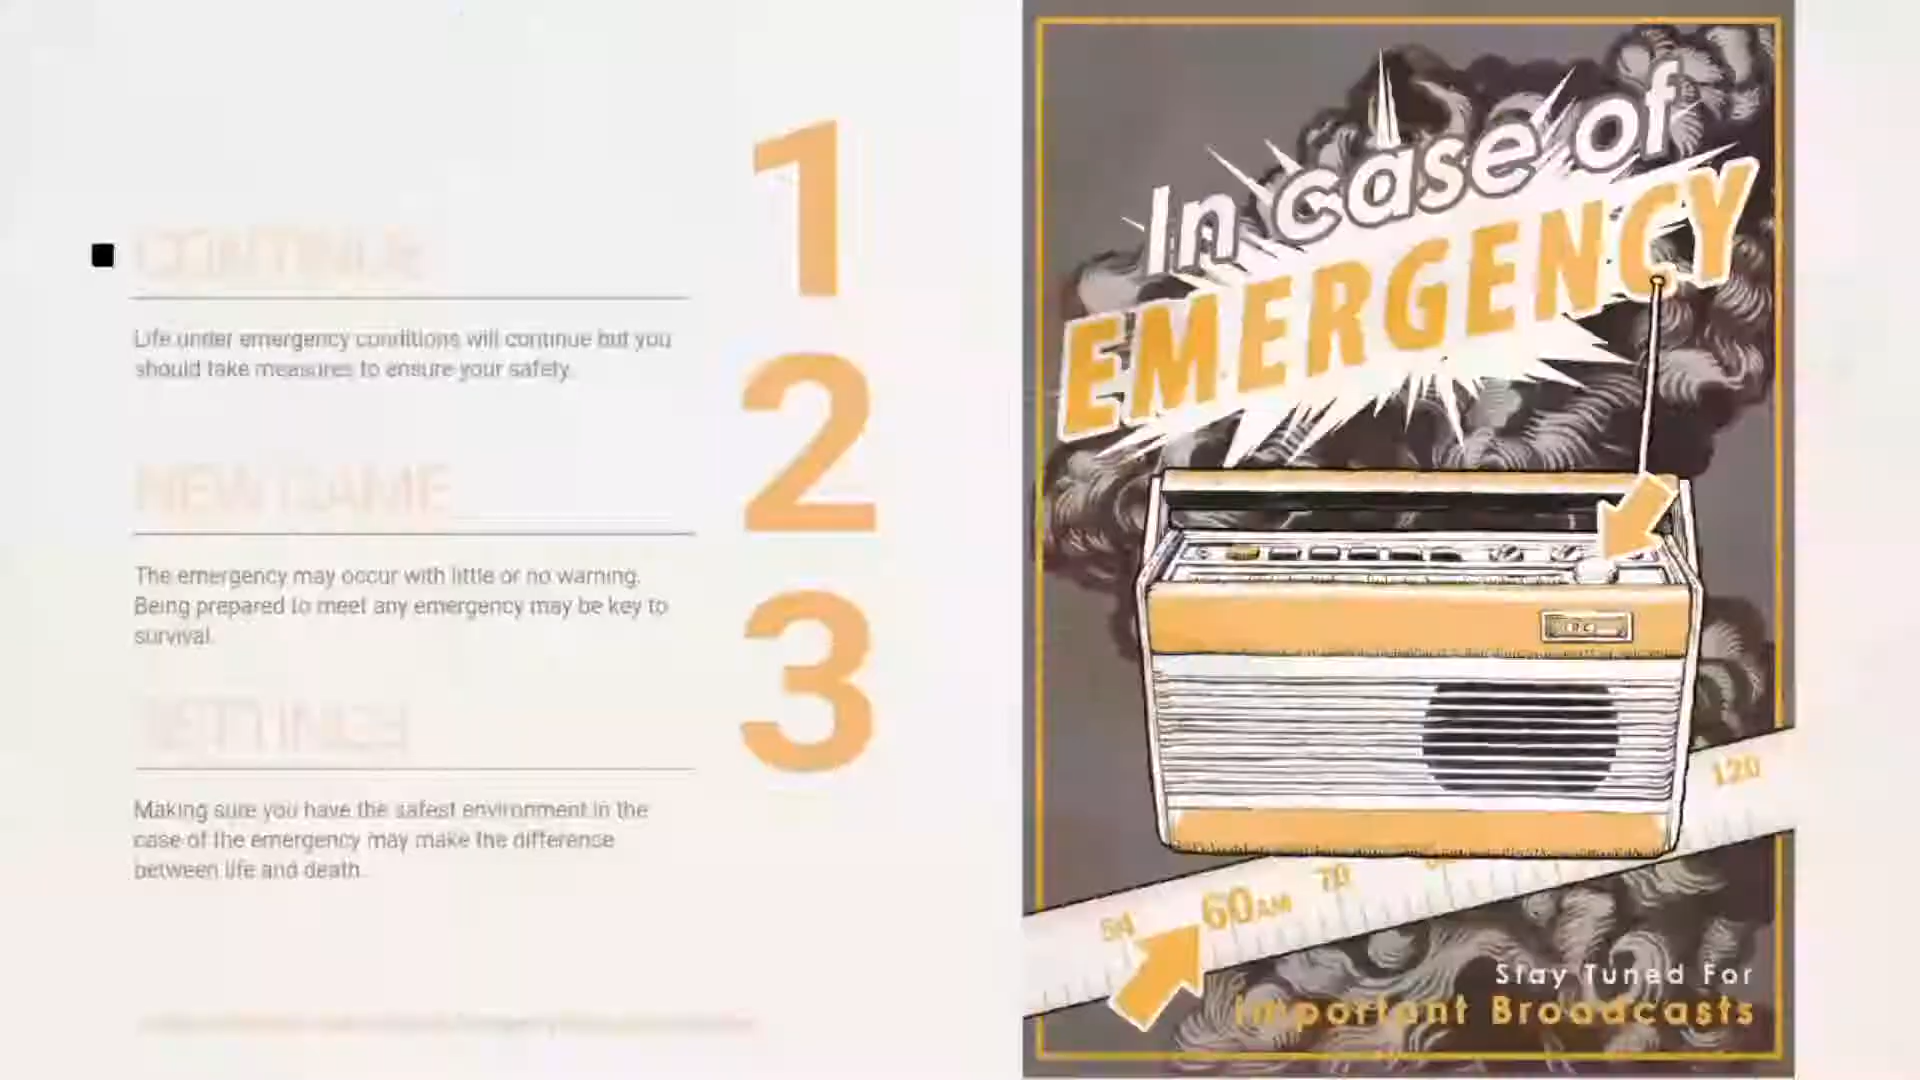 CONTINUE
Life under emergency conditions will continue but you
should take measures to ensure your safety.
1
NEW GAME
The emergency may occur with little or no warning.
Being prepared to meet any emergency may be key to
survival.
2
SETTINGS
Making sure you have the safest environment in the
case of the emergency may make the difference
between life and death.
3
In case of
EMERGENCY
120
70
60AM
54
Stay Tuned For
Important Broadcasts